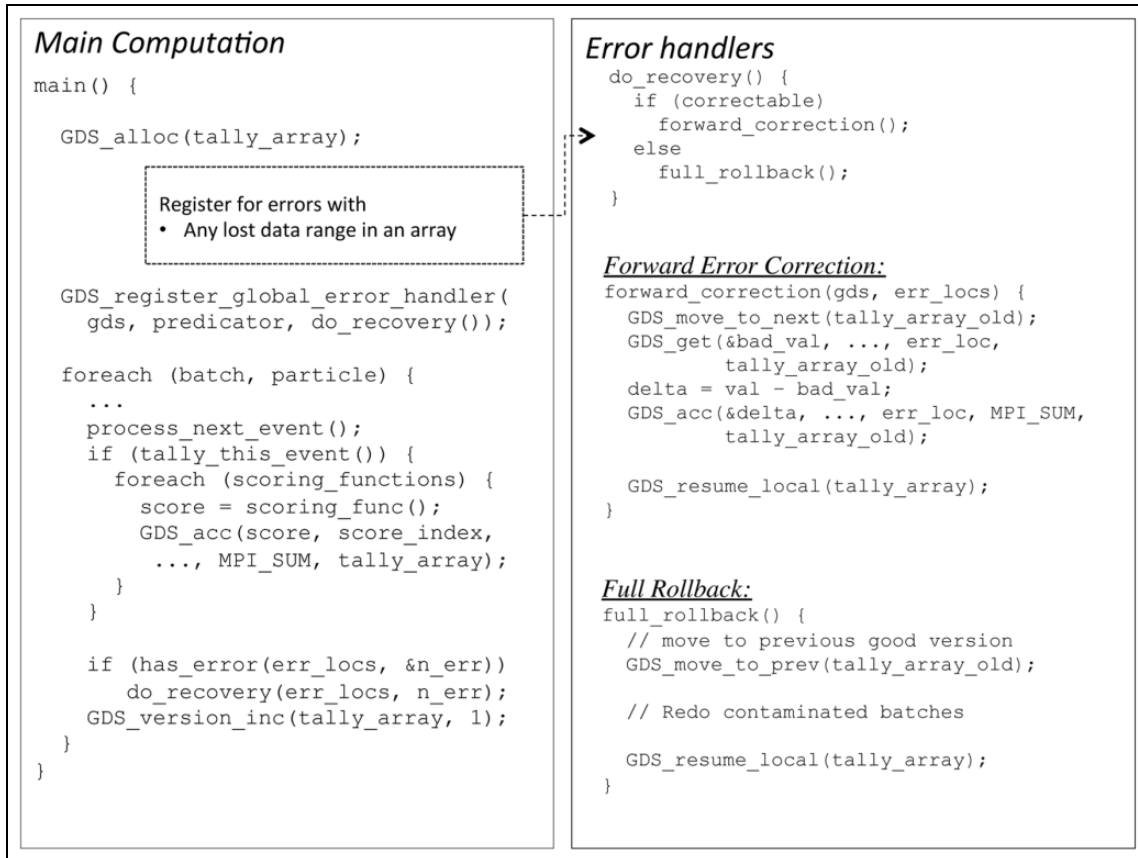 Main Computation
main() {
GDS_alloc(tally_array);
Register for errors with
• Any lost data range in an array
GDS_register_global_error_handler(
gds, predicator, do_recovery());
foreach (batch, particle) {
...
process_next_event();
if (tally_this_event()) {
foreach (scoring_functions) {
score = scoring_func();
GDS_acc(score, score_index,
..., MPI_SUM, tally_array);
}
}
if (has_error(err_locs, &n_err))
do_recovery(err_locs, n_err);
GDS_version_inc(tally_array, 1);
}
}
Error handlers
do_recovery() {
if (correctable)
forward_correction();
else
full_rollback();
}
Forward Error Correction:
forward_correction(gds, err_locs) {
GDS_move_to_next(tally_array_old);
GDS_get(&bad_val, ..., err_loc,
tally_array_old);
delta = val - bad_val;
GDS_acc(&delta, ..., err_loc, MPI_SUM,
tally_array_old);
GDS_resume_local(tally_array);
}
Full Rollback:
full_rollback() {
// move to previous good version
GDS_move_to_prev(tally_array_old);
// Redo contaminated batches
GDS_resume_local(tally_array);
}